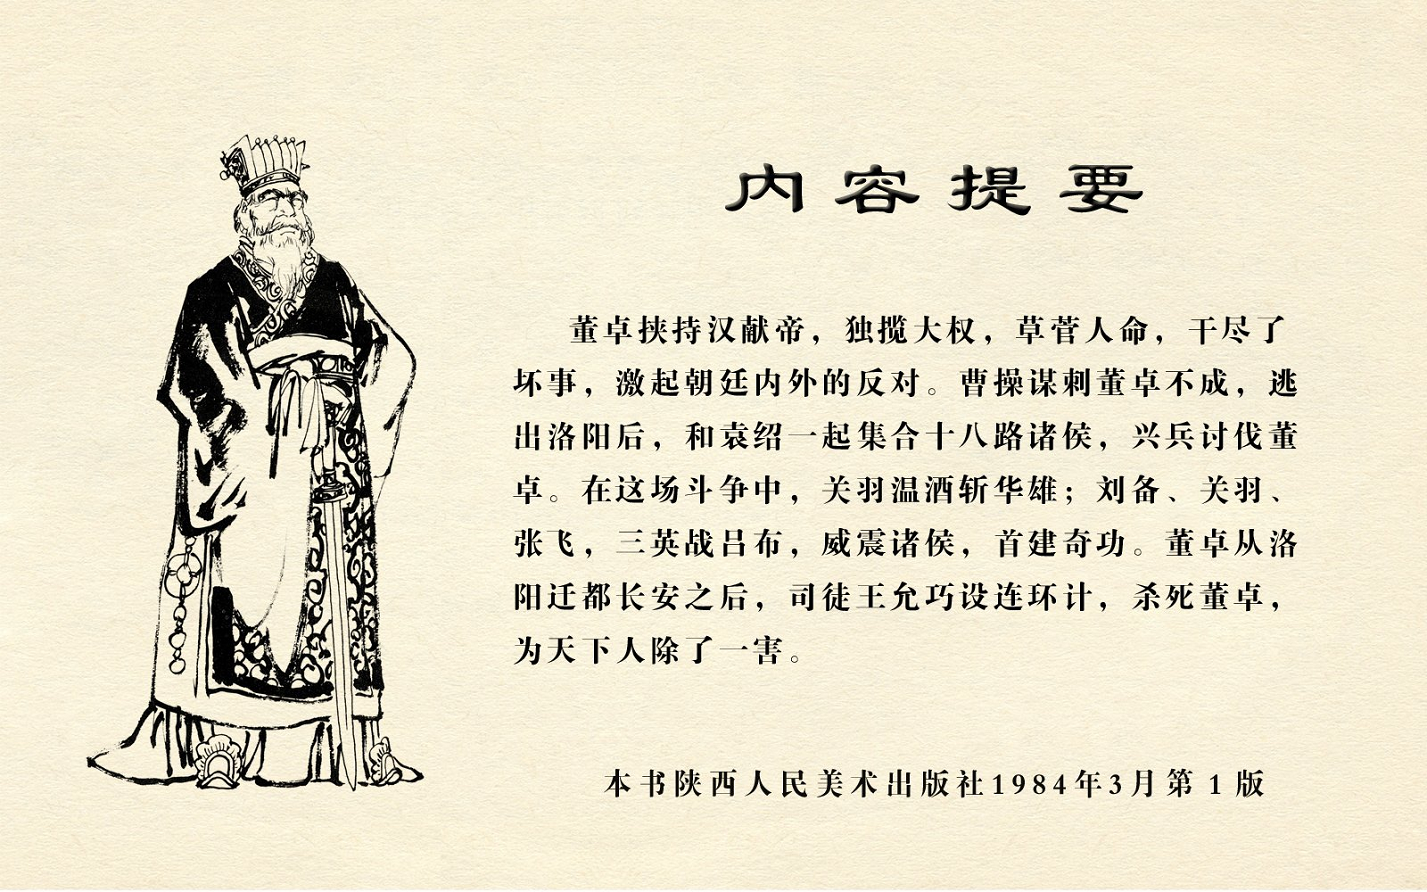 内容提要
董卓挟持汉献帝，独揽大权，草菅人命，干尽了
坏事，激起朝廷内外的反对。曹操谋刺董卓不成，逃
出洛阳后，和袁绍一起集合十八路诸侯，兴兵讨伐董
卓。在这场斗争中，关羽温酒斩华雄；刘备、关羽、
张飞，三英战吕布，威震诸侯，首建奇功。董卓从洛
阳迁都长安之后，司徒王允巧设连环计，杀死董卓，
为天下人除了一害。
本书陕西人民美术出版社1984年3月第1版